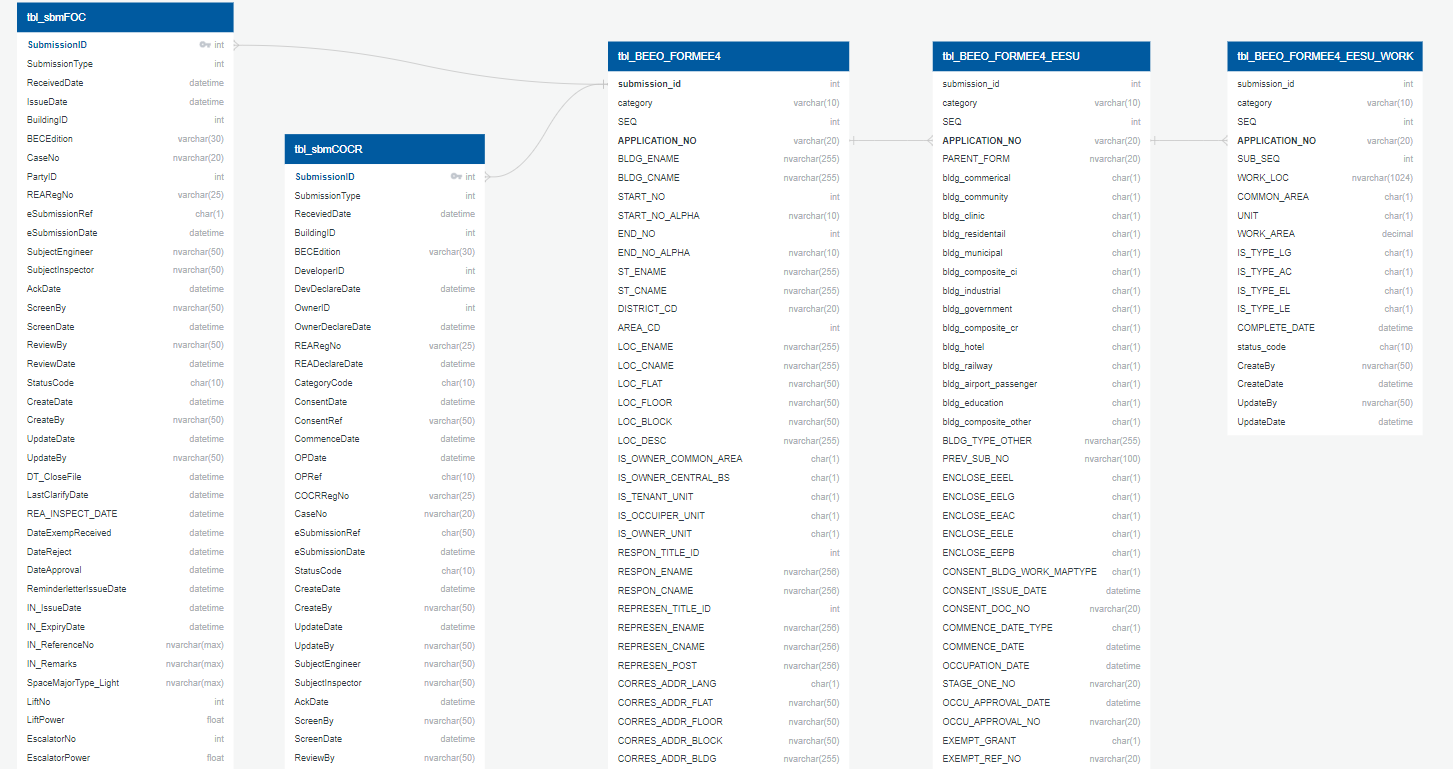 tbl_sbmFOC
SubmissionID int
SubmissionType int
ReceivedDate datetime
IssueDate datetime
BuildingID int
BECEdition varchar(30)
CaseNo nvarchar(20)
PartyID int
REARegNo varchar(25)
eSubmissionRef char(1)
eSubmissionDate datetime
SubjectEngineer nvarchar(50)
SubjectInspector nvarchar(50)
AckDate datetime
ScreenBy nvarchar(50)
ScreenDate datetime
ReviewBy nvarchar(50)
ReviewDate datetime
StatusCode char(10)
CreateDate datetime
CreateBy nvarchar(50)
UpdateDate datetime
UpdateBy nvarchar(50)
DT_CloseFile datetime
LastClarifyDate datetime
REA_INSPECT_DATE datetime
DateExempReceived datetime
DateReject datetime
DateApproval datetime
ReminderletterIssueDate datetime
IN_IssueDate datetime
IN_ExpiryDate datetime
IN_ReferenceNo nvarchar(max)
IN_Remarks nvarchar(max)
SpaceMajorType_Light nvarchar(max)
LiftNo int
LiftPower float
EscalatorNo int
EscalatorPower float
tbl_sbmCOCR
SubmissionID int
SubmissionType int
ReceviedDate datetime
BuildingID int
BECEdition varchar(30)
DeveloperID int
DevDeclareDate datetime
OwnerID int
OwnerDeclareDate datetime
REARegNo varchar(25)
READeclareDate datetime
CategoryCode char(10)
ConsentDate datetime
ConsentRef varchar(50)
CommenceDate datetime
OPDate datetime
OPRef char(10)
COCRRegNo varchar(25)
CaseNo nvarchar(20)
eSubmissionRef char(50)
eSubmissionDate datetime
StatusCode char(10)
CreateDate datetime
CreateBy nvarchar(50)
UpdateDate datetime
UpdateBy nvarchar(50)
SubjectEngineer nvarchar(50)
SubjectInspector nvarchar(50)
AckDate datetime
ScreenBy nvarchar(50)
ScreenDate datetime
ReviewBy nvarchar(50)
tbl_BEEO_FORMEE4
submission_id int
category varchar(10)
SEQ int
APPLICATION_NO varchar(20)
BLDG_ENAME nvarchar(255)
BLDG_CNAME nvarchar(255)
START_NO int
START_NO_ALPHA nvarchar(10)
END_NO int
END_NO_ALPHA nvarchar(10)
ST_ENAME nvarchar(255)
ST_CNAME nvarchar(255)
DISTRICT_CD nvarchar(20)
AREA_CD int
LOC_ENAME nvarchar(255)
LOC_CNAME nvarchar(255)
LOC_FLAT nvarchar(50)
LOC_FLOOR nvarchar(50)
LOC_BLOCK nvarchar(50)
LOC_DESC nvarchar(255)
IS_OWNER_COMMON_AREA char(1)
IS_OWNER_CENTRAL_BS char(1)
IS_TENANT_UNIT char(1)
IS_OCCUIPER_UNIT char(1)
IS_OWNER_UNIT char(1)
RESPON_TITLE_ID int
RESPON_ENAME nvarchar(256)
RESPON_CNAME nvarchar(256)
REPRESEN_TITLE_ID int
REPRESEN_ENAME nvarchar(256)
REPRESEN_CNAME nvarchar(256)
REPRESEN_POST nvarchar(256)
CORRES_ADDR_LANG char(1)
CORRES_ADDR_FLAT nvarchar(50)
CORRES_ADDR_FLOOR nvarchar(50)
CORRES_ADDR_BLOCK nvarchar(50)
CORRES_ADDR_BLDG nvarchar(255)
tbl_BEEO_FORMEE4_EESU
submission_id int
category varchar(10)
SEQ int
APPLICATION_NO varchar(20)
PARENT_FORM nvarchar(20)
bldg_commerical char(1)
bldg_community char(1)
bldg_clinic char(1)
bldg_residentail char(1)
bldg_municipal char(1)
bldg_composite_ci char(1)
bldg_industrial char(1)
bldg_government char(1)
bldg_composite_cr char(1)
bldg_hotel char(1)
bldg_railway char(1)
bldg_airport_passenger char(1)
bldg_education char(1)
bldg_composite_other char(1)
BLDG_TYPE_OTHER nvarchar(255)
PREV_SUB_NO nvarchar(100)
ENCLOSE_EEEL char(1)
ENCLOSE_EELG char(1)
ENCLOSE_EEAC char(1)
ENCLOSE_EELE char(1)
ENCLOSE_EEPB char(1)
CONSENT_BLDG_WORK_MAPTYPE char(1)
CONSENT_ISSUE_DATE datetime
CONSENT_DOC_NO nvarchar(20)
COMMENCE_DATE_TYPE char(1)
COMMENCE_DATE datetime
OCCUPATION_DATE datetime
STAGE_ONE_NO nvarchar(20)
OCCU_APPROVAL_DATE datetime
OCCU_APPROVAL_NO nvarchar(20)
EXEMPT_GRANT char(1)
EXEMPT_REF_NO nvarchar(20)
tbl_BEEO_FORMEE4_EESU_WORK
submission_id int
category varchar(10)
SEQ int
APPLICATION_NO varchar(20)
SUB_SEQ int
WORK_LOC nvarchar(1024)
COMMON_AREA char(1)
UNIT char(1)
WORK_AREA decimal
IS_TYPE_LG char(1)
IS_TYPE_AC char(1)
IS_TYPE_EL char(1)
IS_TYPE_LE char(1)
COMPLETE_DATE datetime
status_code char(10)
CreateBy nvarchar(50)
CreateDate datetime
UpdateBy nvarchar(50)
UpdateDate datetime